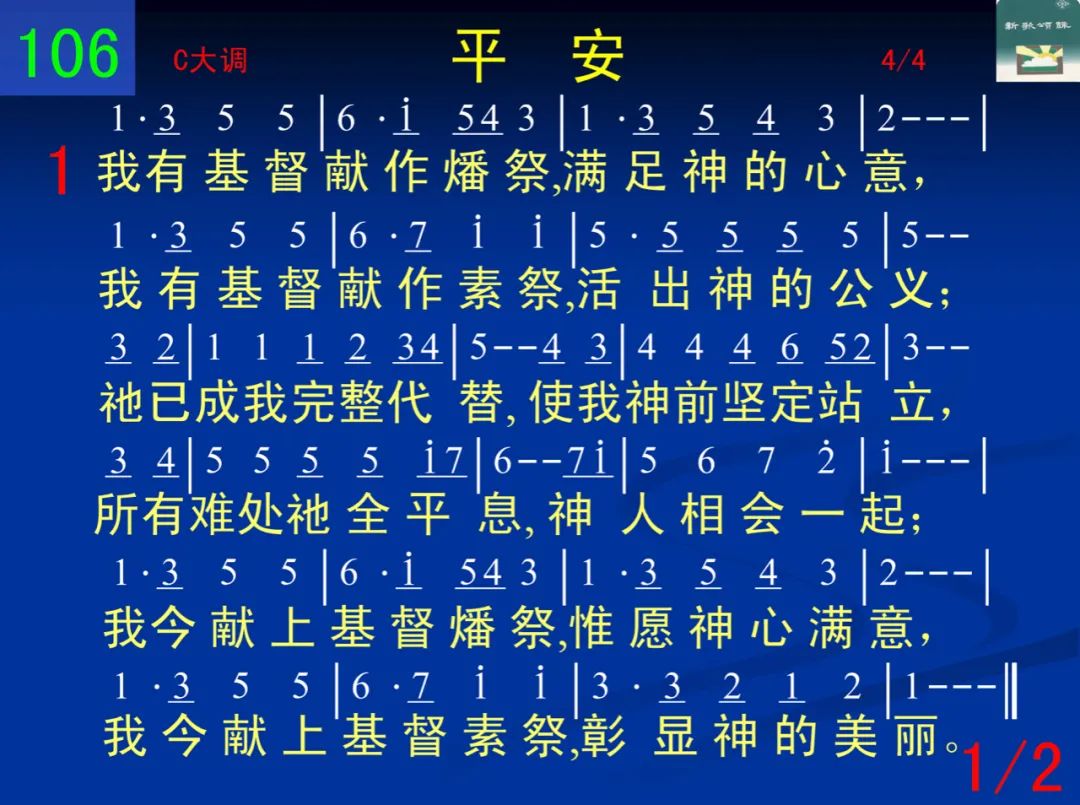 106 C大调 平 安 4/4 新歌颂咏
1·3 5 5|6·i̇ 54 3|1·3 5 4 3|2---|
1 我有基督献作燔祭,满足神的心意，
1·3 5 5|6·7 i̇ i̇|5·5 5 5 5|5--
我有基督献作素祭,活出神的公义；
3 2|1 1 1 2 34|5--4 3|4 4 4 6 52|3--
祂已成我完整代替,使我神前坚定站立，
3 4|5 5 5 5 i̇7|6--7i̇|5 6 7 2̇|i̇---|
所有难处祂全平息,神人相会一起；
1·3 5 5|6·i̇ 54 3|1·3 5 4 3|2---|
我今献上基督燔祭,惟愿神心满意，
1·3 5 5|6·7 i̇ i̇|3·3 2 1 2|1---‖
我今献上基督素祭,彰显神的美丽。
1/2